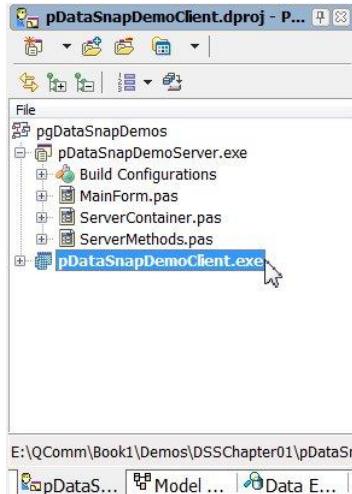 pDataSnapDemoClient.dproj - P...
File
pgDataSnapDemos
pDataSnapDemoServer.exe
Build Configurations
MainForm.pas
ServerContainer.pas
ServerMethods.pas
pDataSnapDemoClient.exe
E:\QComm\Book1\Demos\DSSChapter01\pDataSn
pDataS... Model ... Data E...